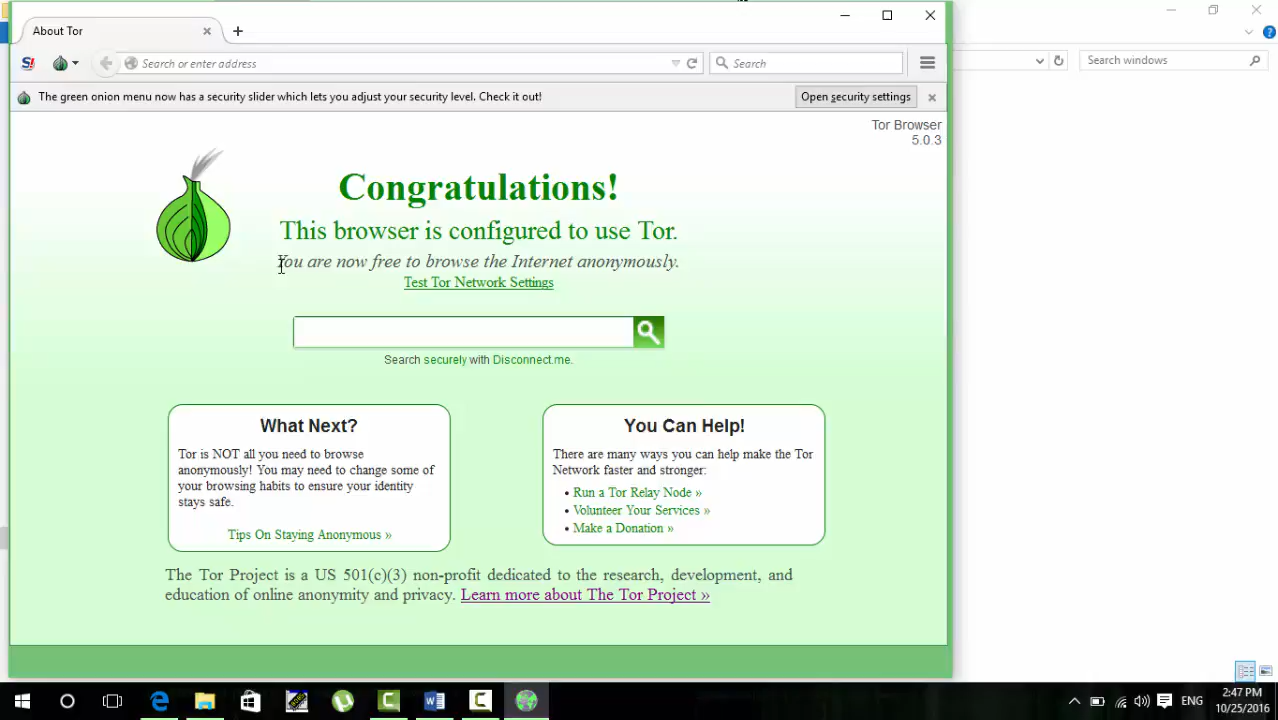 About Tor
Search or enter address
Search
Search windows
The green onion menu now has a security slider which lets you adjust your security level. Check it out!
Open security settings
Tor Browser
5.0.3
Congratulations!
This browser is configured to use Tor.
You are now free to browse the Internet anonymously.
Test Tor Network Settings
Search securely with Disconnect.me.
What Next?
Tor is NOT all you need to browse
anonymously! You may need to change some of
your browsing habits to ensure your identity
stays safe.
Tips On Staying Anonymous »
You Can Help!
There are many ways you can help make the Tor
Network faster and stronger:
• Run a Tor Relay Node »
• Volunteer Your Services »
• Make a Donation »
The Tor Project is a US 501(c)(3) non-profit dedicated to the research, development, and
education of online anonymity and privacy. Learn more about The Tor Project »
ENG
2:47 PM
10/25/2016